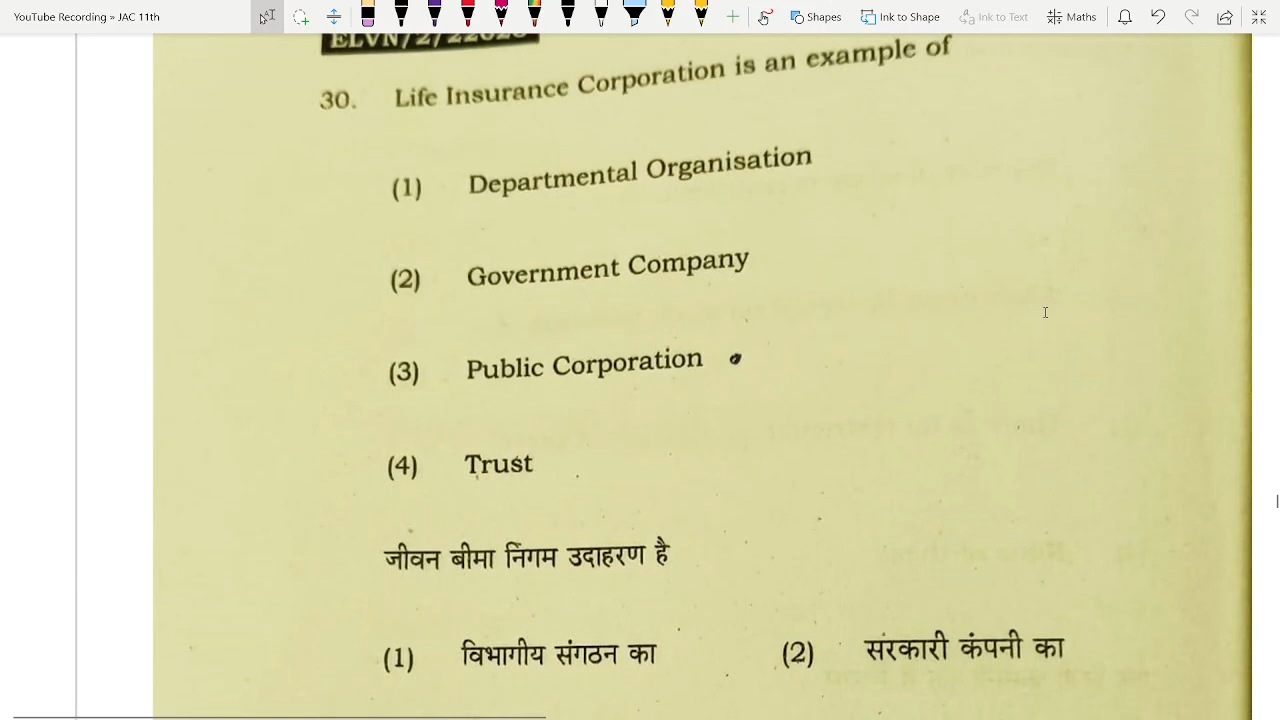 YouTube Recording » JAC 11th
Shapes
Ink to Shape
Ink to Text
Maths
30. Life Insurance Corporation is an example of
(1) Departmental Organisation
(2) Government Company
(3) Public Corporation
(4) Trust
जीवन बीमा निगम उदाहरण है
(1) विभागीय संगठन का (2) सरकारी कंपनी का